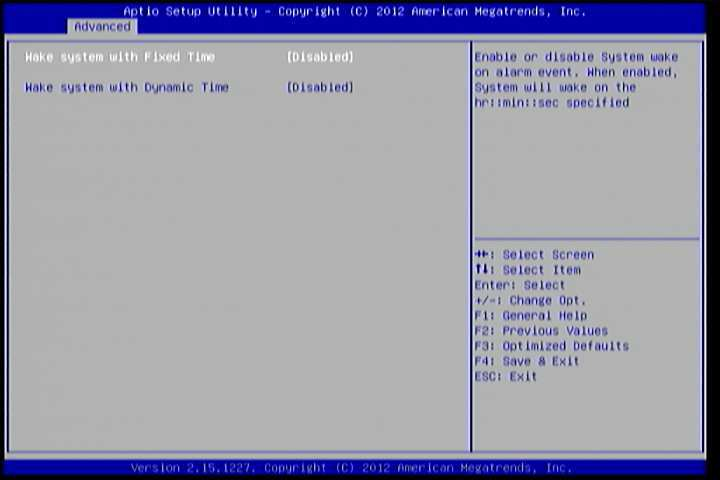 Aptio Setup Utility - Copyright (C) 2012 American Megatrends, Inc.
Advanced
Wake system with Fixed Time [Disabled]
Wake system with Dynamic Time [Disabled]
Enable or disable System wake
on alarm event. When enabled,
System will wake on the
hr::min::sec specified
→←: Select Screen
↑↓: Select Item
Enter: Select
+/-: Change Opt.
F1: General Help
F2: Previous Values
F3: Optimized Defaults
F4: Save & Exit
ESC: Exit
Version 2.15.1227. Copyright (C) 2012 American Megatrends, Inc.